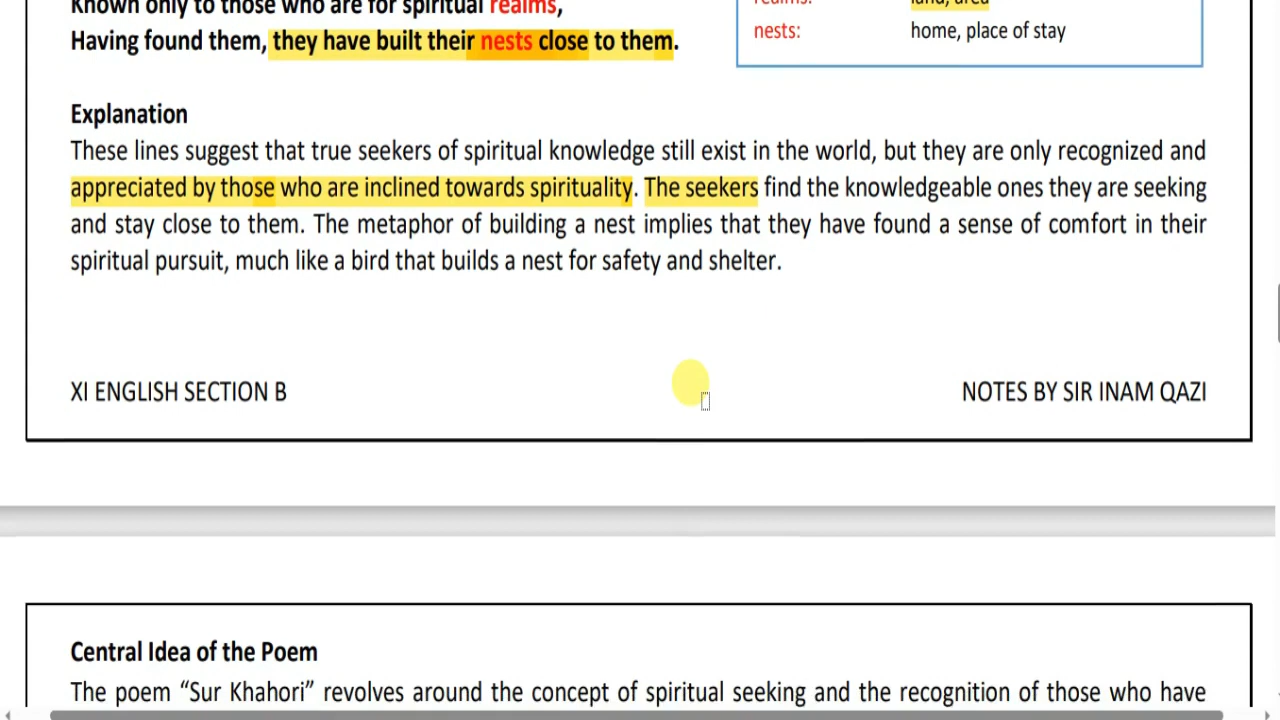 Known only to those who are for spiritual realms,
Having found them, they have built their nests close to them.
realms: land, area
nests: home, place of stay
Explanation
These lines suggest that true seekers of spiritual knowledge still exist in the world, but they are only recognized and
appreciated by those who are inclined towards spirituality. The seekers find the knowledgeable ones they are seeking
and stay close to them. The metaphor of building a nest implies that they have found a sense of comfort in their
spiritual pursuit, much like a bird that builds a nest for safety and shelter.
XI ENGLISH SECTION B
NOTES BY SIR INAM QAZI
Central Idea of the Poem
The poem “Sur Khahori” revolves around the concept of spiritual seeking and the recognition of those who have